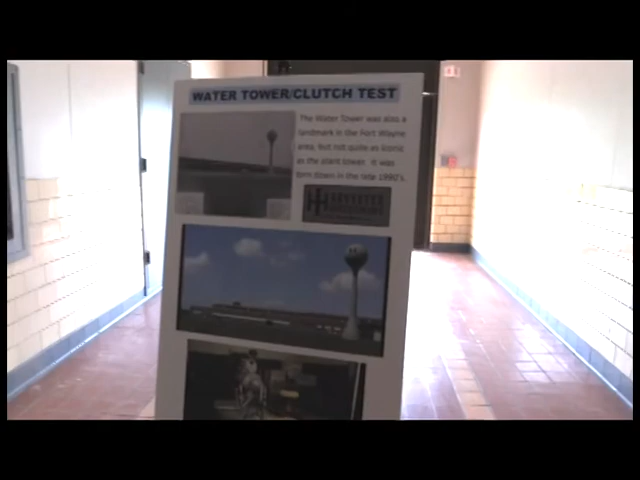 WATER TOWER/CLUTCH TEST
The Water Tower was also a
landmark in the Fort Wayne
area, but not quite as iconic
as the plant tower. It was
torn down in the late 1990's.